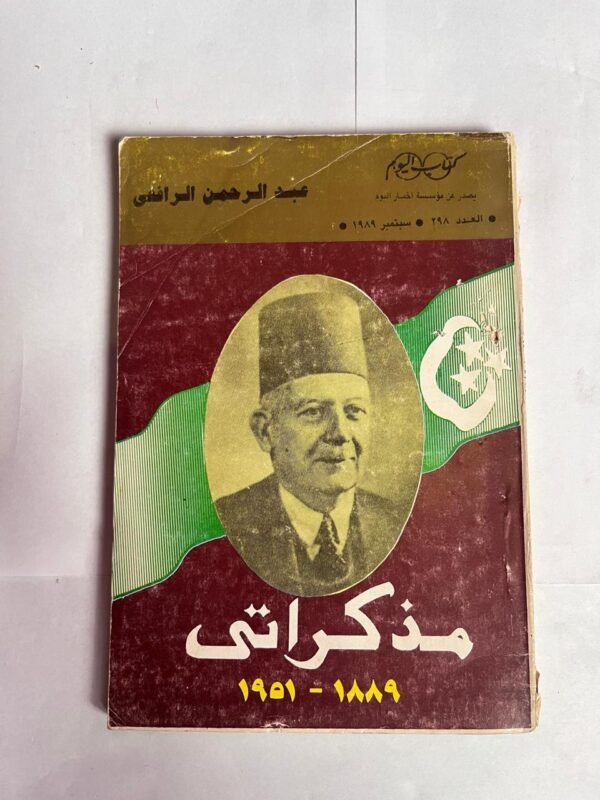 كتاب اليوم
يصدر عن مؤسسة أخبار اليوم
● العدد ٢٩٨ ● سبتمبر ١٩٨٩ ●
عبد الرحمن الرافعى
مذكراتى
١٨٨٩ - ١٩٥١